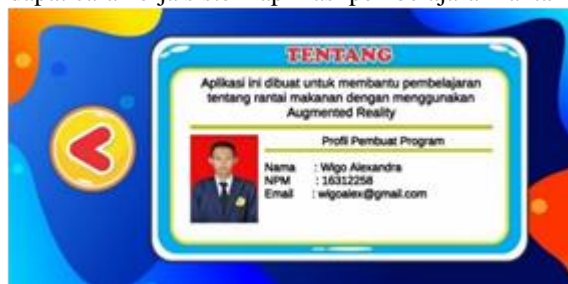 TENTANG
Aplikasi ini dibuat untuk membantu pembelajaran
tentang rantai makanan dengan menggunakan
Augmented Reality
Profil Pembuat Program
Nama : Wigo Alexandra
NPM : 16312258
Email : wigoalex@gmail.com